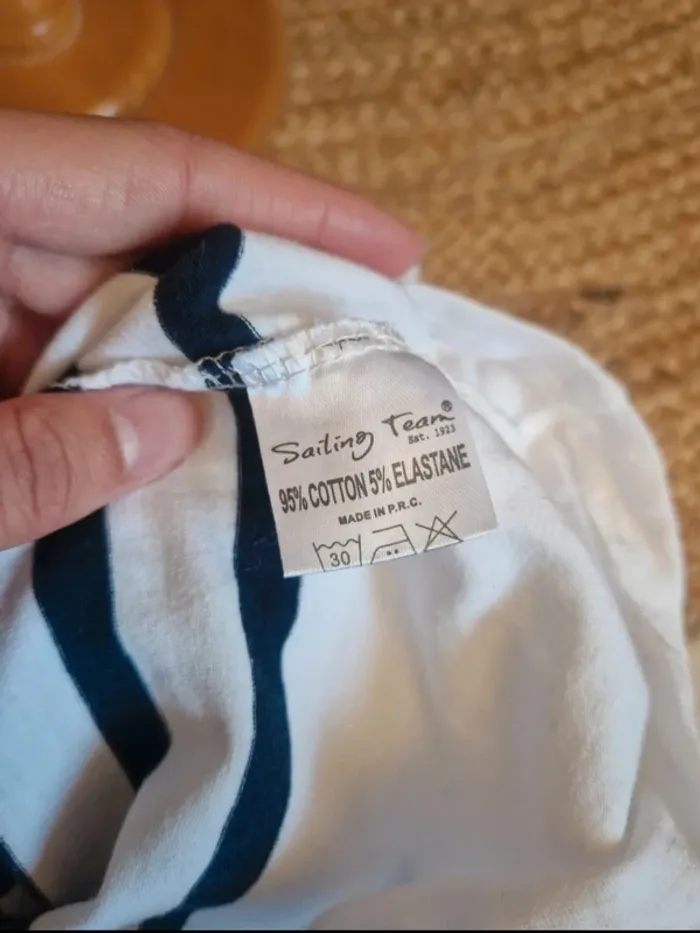 Sailing Team®
Est. 1923
95% COTTON 5% ELASTANE
MADE IN P.R.C.
30